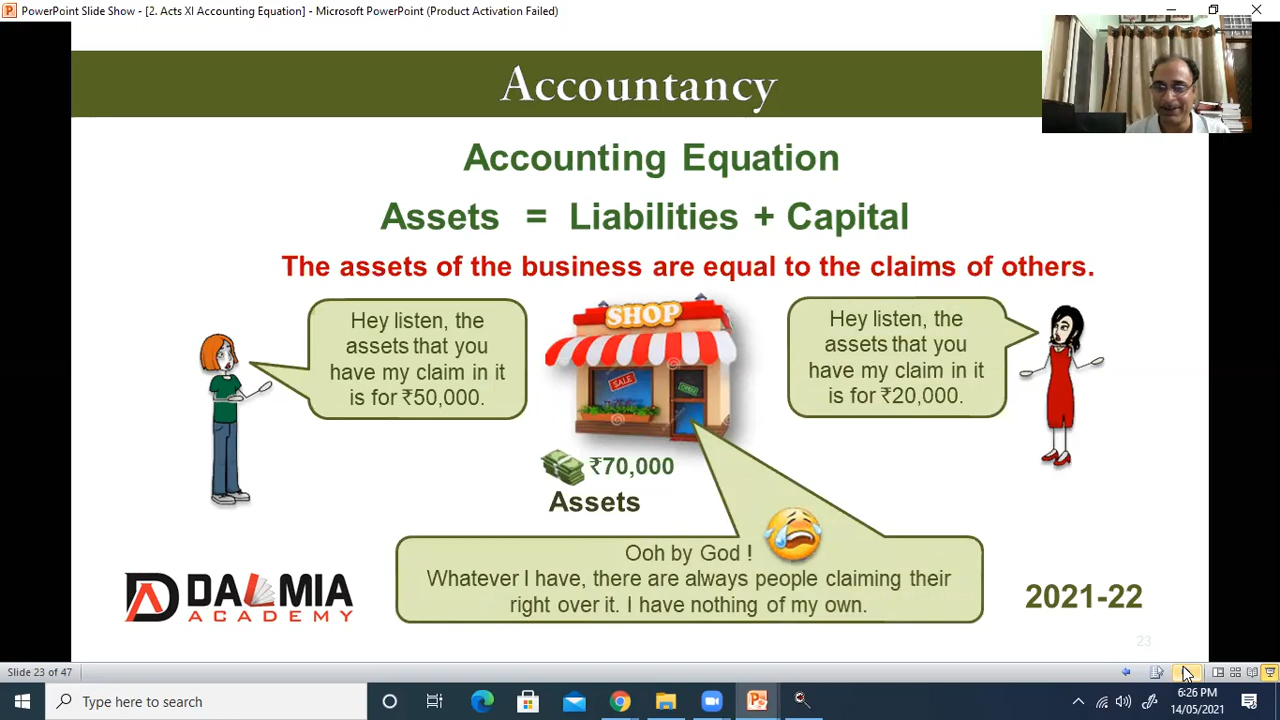 PowerPoint Slide Show - [2. Acts XI Accounting Equation] - Microsoft PowerPoint (Product Activation Failed)
Accountancy
Accounting Equation
Assets = Liabilities + Capital
The assets of the business are equal to the claims of others.
Hey listen, the
assets that you
have my claim in it
is for ₹50,000.
SHOP
SALE
OPEN
Hey listen, the
assets that you
have my claim in it
is for ₹20,000.
₹70,000
Assets
Ooh by God !
Whatever I have, there are always people claiming their
right over it. I have nothing of my own.
DALMIA
ACADEMY
2021-22
23
Slide 23 of 47
Type here to search
6:26 PM
14/05/2021